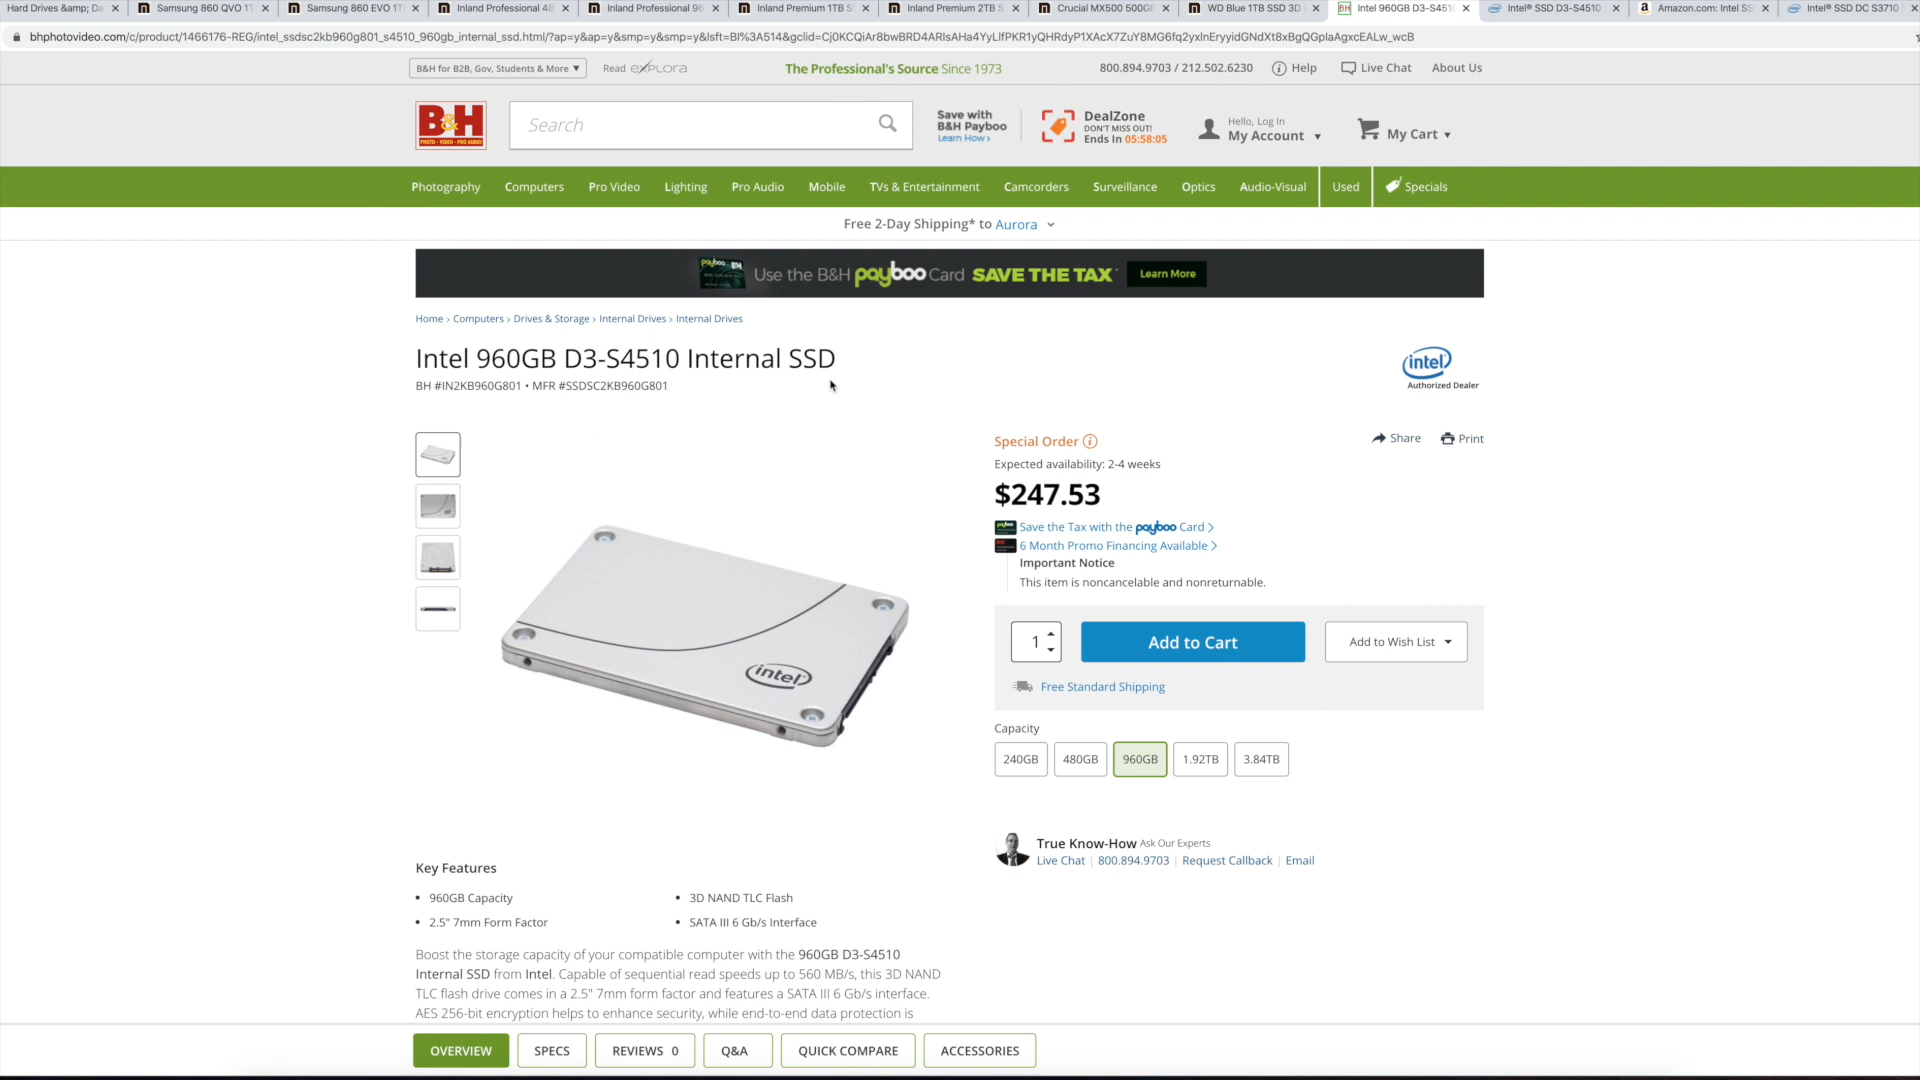 Hard Drives &amp; Da
Samsung 860 QVO 1T
Samsung 860 EVO 1T
Inland Professional 48
Inland Professional 96
Inland Premium 1TB S
Inland Premium 2TB S
Crucial MX500 500GB
WD Blue 1TB SSD 3D
Intel 960GB D3-S451
Intel® SSD D3-S4510
Amazon.com: Intel SS
Intel® SSD DC S3710
bhphotovideo.com/c/product/1466176-REG/intel_ssdsc2kb960g801_s4510_960gb_internal_ssd.html/?ap=y&ap=y&smp=y&smp=y&lsft=BI%3A514&gclid=Cj0KCQiAr8bwBRD4ARIsAHa4YyLlfPKR1yQHRdyP1XAcX7ZuY8MG6fq2yxlnEryyidGNdXt8xBgQGplaAgxcEALw_wcB
B&H for B2B, Gov, Students & More
Read eXPLORA
The Professional's Source Since 1973
800.894.9703 / 212.502.6230
Help
Live Chat
About Us
B&H
PHOTO · VIDEO · PRO AUDIO
Search
Save with
B&H Payboo
Learn How ›
DealZone
DON'T MISS OUT!
Ends In 05:58:05
Hello, Log In
My Account
My Cart
Photography Computers Pro Video Lighting Pro Audio Mobile TVs & Entertainment Camcorders Surveillance Optics Audio-Visual Used Specials
Free 2-Day Shipping* to Aurora
payboo BH Use the B&H payboo Card SAVE THE TAX* Learn More
Home › Computers › Drives & Storage › Internal Drives › Internal Drives
Intel 960GB D3-S4510 Internal SSD
BH #IN2KB960G801 • MFR #SSDSC2KB960G801
intel
Authorized Dealer
Special Order
Share
Print
Expected availability: 2-4 weeks
$247.53
Save the Tax with the payboo Card
6 Month Promo Financing Available
Important Notice
This item is noncancelable and nonreturnable.
1
Add to Cart
Add to Wish List
Free Standard Shipping
intel
Capacity
240GB 480GB 960GB 1.92TB 3.84TB
True Know-How Ask Our Experts
Live Chat | 800.894.9703 | Request Callback | Email
Key Features
• 960GB Capacity
• 3D NAND TLC Flash
• 2.5" 7mm Form Factor
• SATA III 6 Gb/s Interface
Boost the storage capacity of your compatible computer with the 960GB D3-S4510
Internal SSD from Intel. Capable of sequential read speeds up to 560 MB/s, this 3D NAND
TLC flash drive comes in a 2.5" 7mm form factor and features a SATA III 6 Gb/s interface.
AES 256-bit encryption helps to enhance security, while end-to-end data protection is
OVERVIEW SPECS REVIEWS 0 Q&A QUICK COMPARE ACCESSORIES